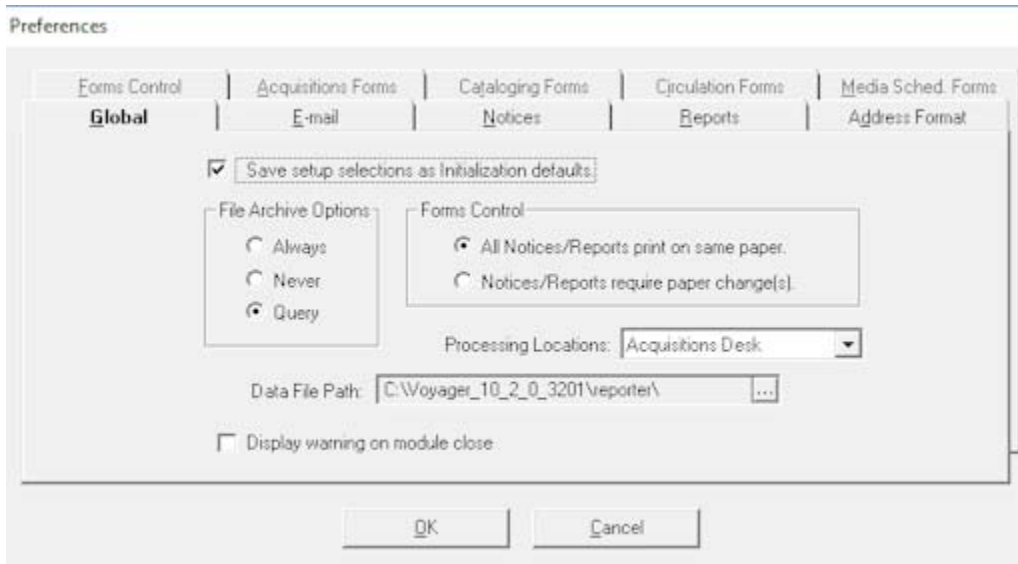 Preferences
Forms Control Acquisitions Forms Cataloging Forms Circulation Forms Media Sched. Forms
Global E-mail Notices Reports Address Format
Save setup selections as Initialization defaults.
File Archive Options Forms Control
Always All Notices/Reports print on same paper.
Never Notices/Reports require paper change(s).
Query
Processing Locations: Acquisitions Desk
Data File Path: C:\Voyager_10_2_0_3201\reporter\ ...
Display warning on module close
OK Cancel